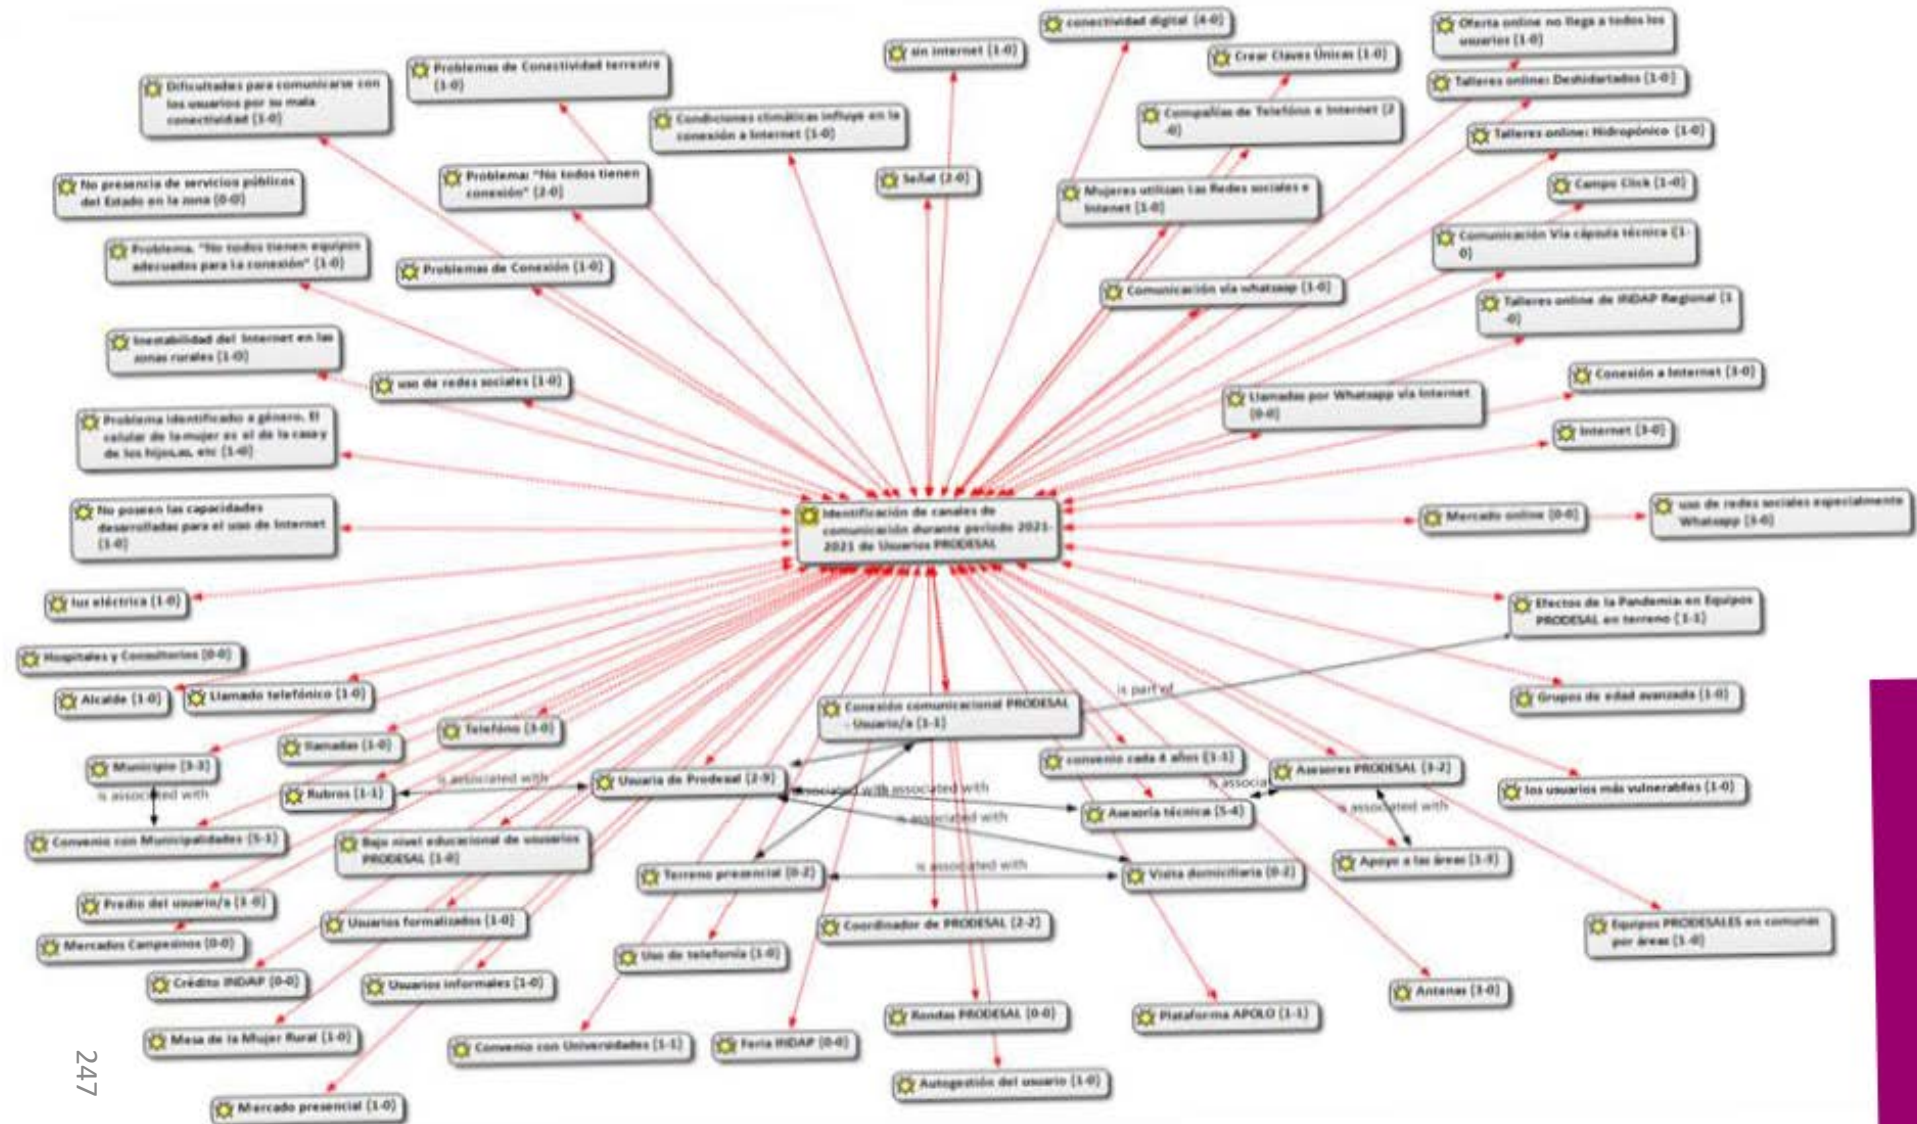 conectividad digital {4-0}
Oferta online no llega a todos los
usuarios {1-0}
sin internet {1-0}
Crear Claves Únicas {1-0}
Problemas de Conectividad terrestre
{1-0}
Talleres online: Deshidartados {1-0}
Dificultades para comunicarse con
los usuarios por su mala
conectividad {1-0}
Condiciones climáticas influye en la
conexión a Internet {1-0}
Compañías de Telefóno e Internet {2
-0}
Talleres online: Hidropónico {1-0}
No presencia de servicios públicos
del Estado en la zona {0-0}
Problema: "No todos tienen
conexión" {2-0}
Señal {2-0}
Mujeres utilizan las Redes sociales e
Intenet {1-0}
Campo Click {1-0}
Problema. "No todos tienen equipos
adecuados para la conexión" {1-0}
Problemas de Conexión {1-0}
Comunicación Vía cápsula técnica {1-
0}
Comunicación vía whatsapp {1-0}
Talleres online de INDAP Regional {1
-0}
Inestabilidad del Internet en las
zonas rurales {1-0}
uso de redes sociales {1-0}
Conexión a Internet {3-0}
Llamadas por Whatsapp vía Internet
{0-0}
Problema identificado a género. El
celular de la mujer es el de la casa y
de los hijos.as, etc {1-0}
Internet {3-0}
No poseen las capacidades
desarrolladas para el uso de Internet
{1-0}
Identificación de canales de
comunicación durante periodo 2021-
2021 de Usuarios PRODESAL
Mercado online {0-0}
uso de redes sociales especialmente
Whatsapp {3-0}
luz eléctrica {1-0}
Efectos de la Pandemia: en Equipos
PRODESAL en terreno {1-1}
Hospitales y Consultorios {0-0}
Alcalde {1-0}
Llamado telefónico {1-0}
is part of
Grupos de edad avanzada {1-0}
Conexión comunicacional PRODESAL
- Usuario/a {1-1}
Telefóno {3-0}
llamadas {1-0}
Municipio {3-3}
is associated with
Rubros {1-1}
is associated with
Usuaria de Prodesal {2-9}
associated with
associated with
is associated with
convenio cada 4 años {1-1}
is associa
Asesores PRODESAL {3-2}
is associated with
los usuarios más vulnerables {1-0}
Asesoría técnica {5-4}
Convenio con Municipalidades {5-1}
Bajo nivel educacional de ususarios
PRODESAL {1-0}
Terreno presencial {0-2}
is associated with
Visita domiciliaria {0-2}
Predio del usuario/a {1-0}
Usuarios formalizados {1-0}
Coordinador de PRODESAL {2-2}
Equipos PRODESALES en comunas
por áreas {1-0}
Mercados Campesinos {0-0}
Uso de telefonía {1-0}
Crédito INDAP {0-0}
Usuarios informales {1-0}
Antenas {3-0}
Rondas PRODESAL {0-0}
Plataforma APOLO {1-1}
Mesa de la Mujer Rural {1-0}
Convenio con Universidades {1-1}
Feria INDAP {0-0}
Autogestión del usuario {1-0}
Mercado presencial {1-0}
247